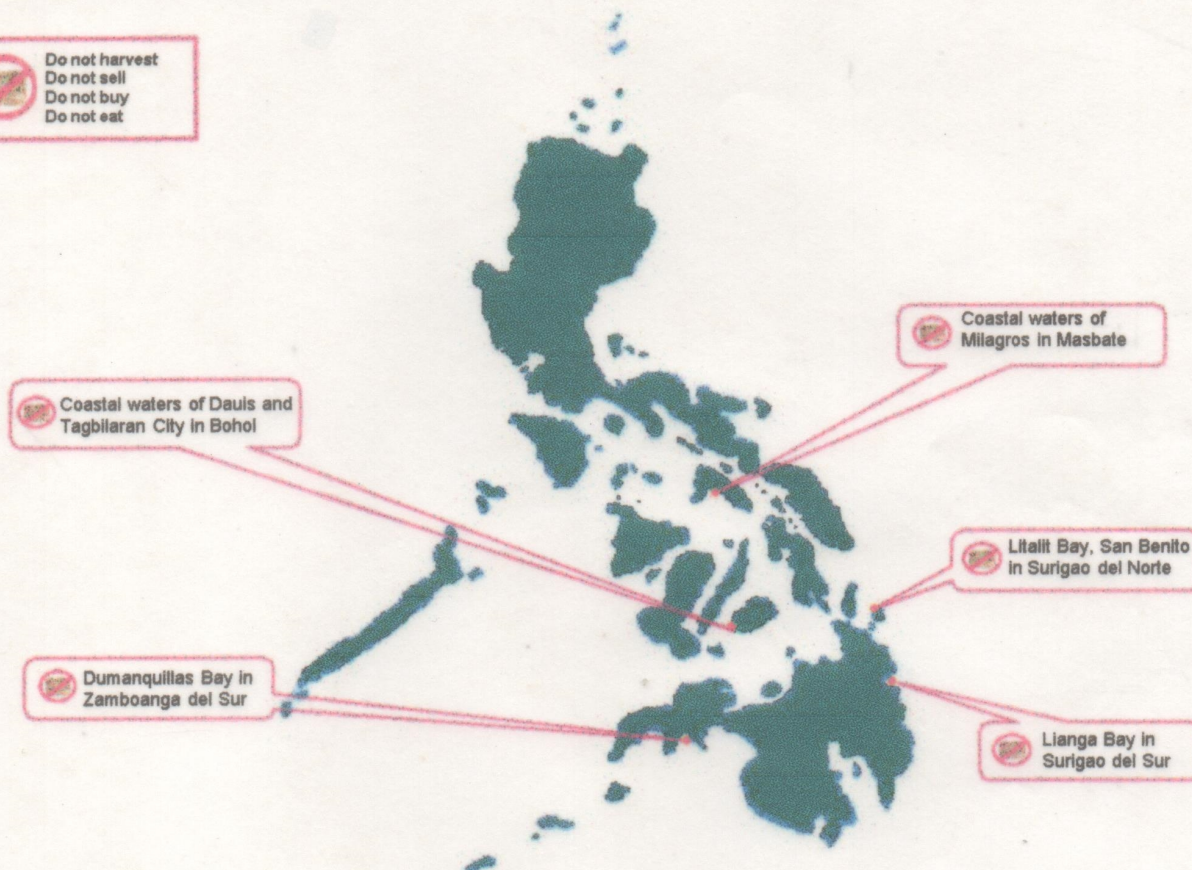 Do not harvest
Do not sell
Do not buy
Do not eat
Coastal waters of
Milagros in Masbate
Coastal waters of Dauis and
Tagbilaran City in Bohol
Litalit Bay, San Benito
in Surigao del Norte
Dumanquillas Bay in
Zamboanga del Sur
Lianga Bay in
Surigao del Sur